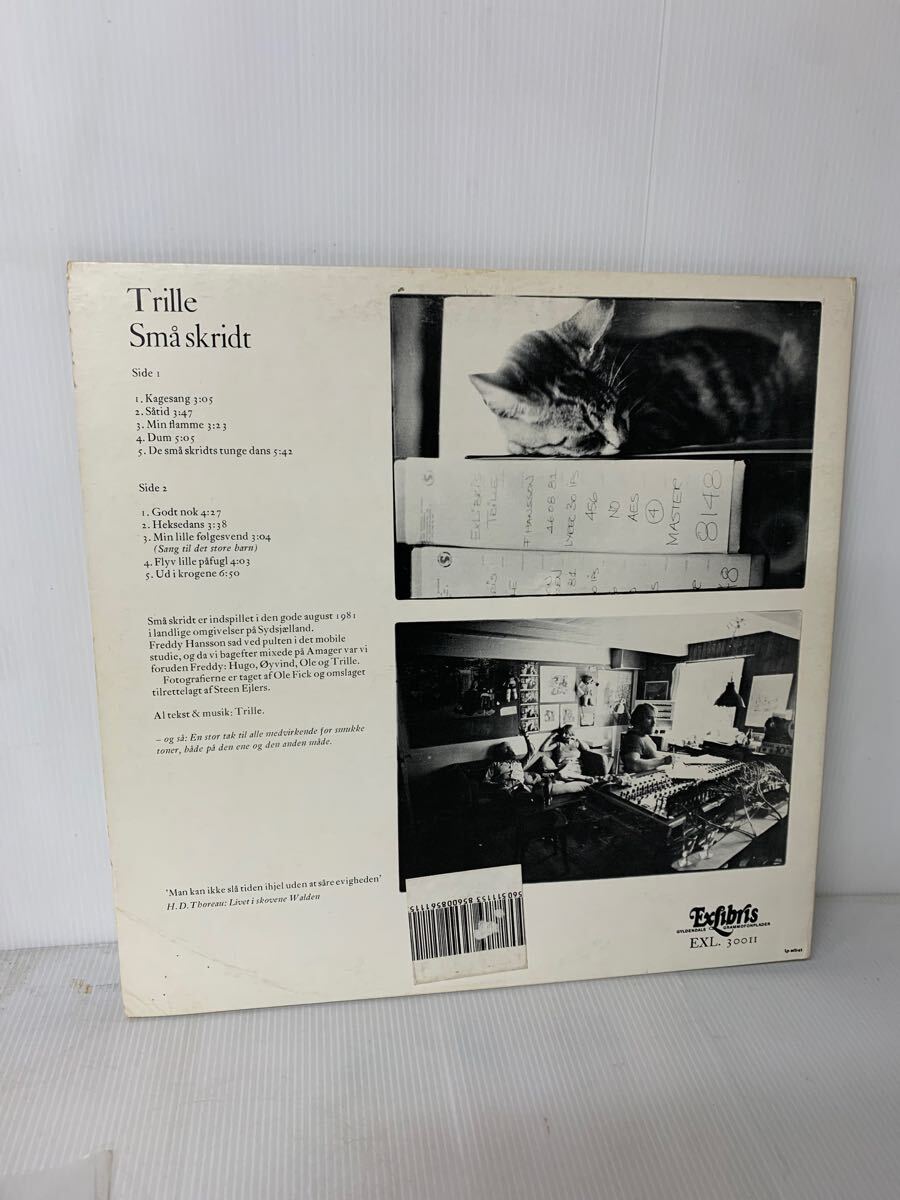 Trille
Små skridt
Side 1
1. Kagesang 3:05
2. Såtid 3:47
3. Min flamme 3:23
4. Dum 5:05
5. De små skridts tunge dans 5:42
Side 2
1. Godt nok 4:27
2. Heksedans 3:38
3. Min lille følgesvend 3:04
(Sang til det store barn)
4. Flyv lille påfugl 4:03
5. Ud i krogene 6:50
Små skridt er indspillet i den gode august 1981
i landlige omgivelser på Sydsjælland.
Freddy Hansson sad ved pulten i det mobile
studie, og da vi bagefter mixede på Amager var vi
foruden Freddy: Hugo, Øyvind, Ole og Trille.
Fotografierne er taget af Ole Fick og omslaget
tilrettelagt af Steen Ejlers.
Al tekst & musik: Trille.
– og så: En stor tak til alle medvirkende for smukke
toner, både på den ene og den anden måde.
'Man kan ikke slå tiden ihjel uden at såre evigheden'
H.D. Thoreau: Livet i skovene Walden
EXLIBRIS
TRILLE
F HANSSON
456
NO
AES
4
MASTER
8148
Exlibris
GYLDENDALS GRAMMOFONPLADER
EXL. 30011